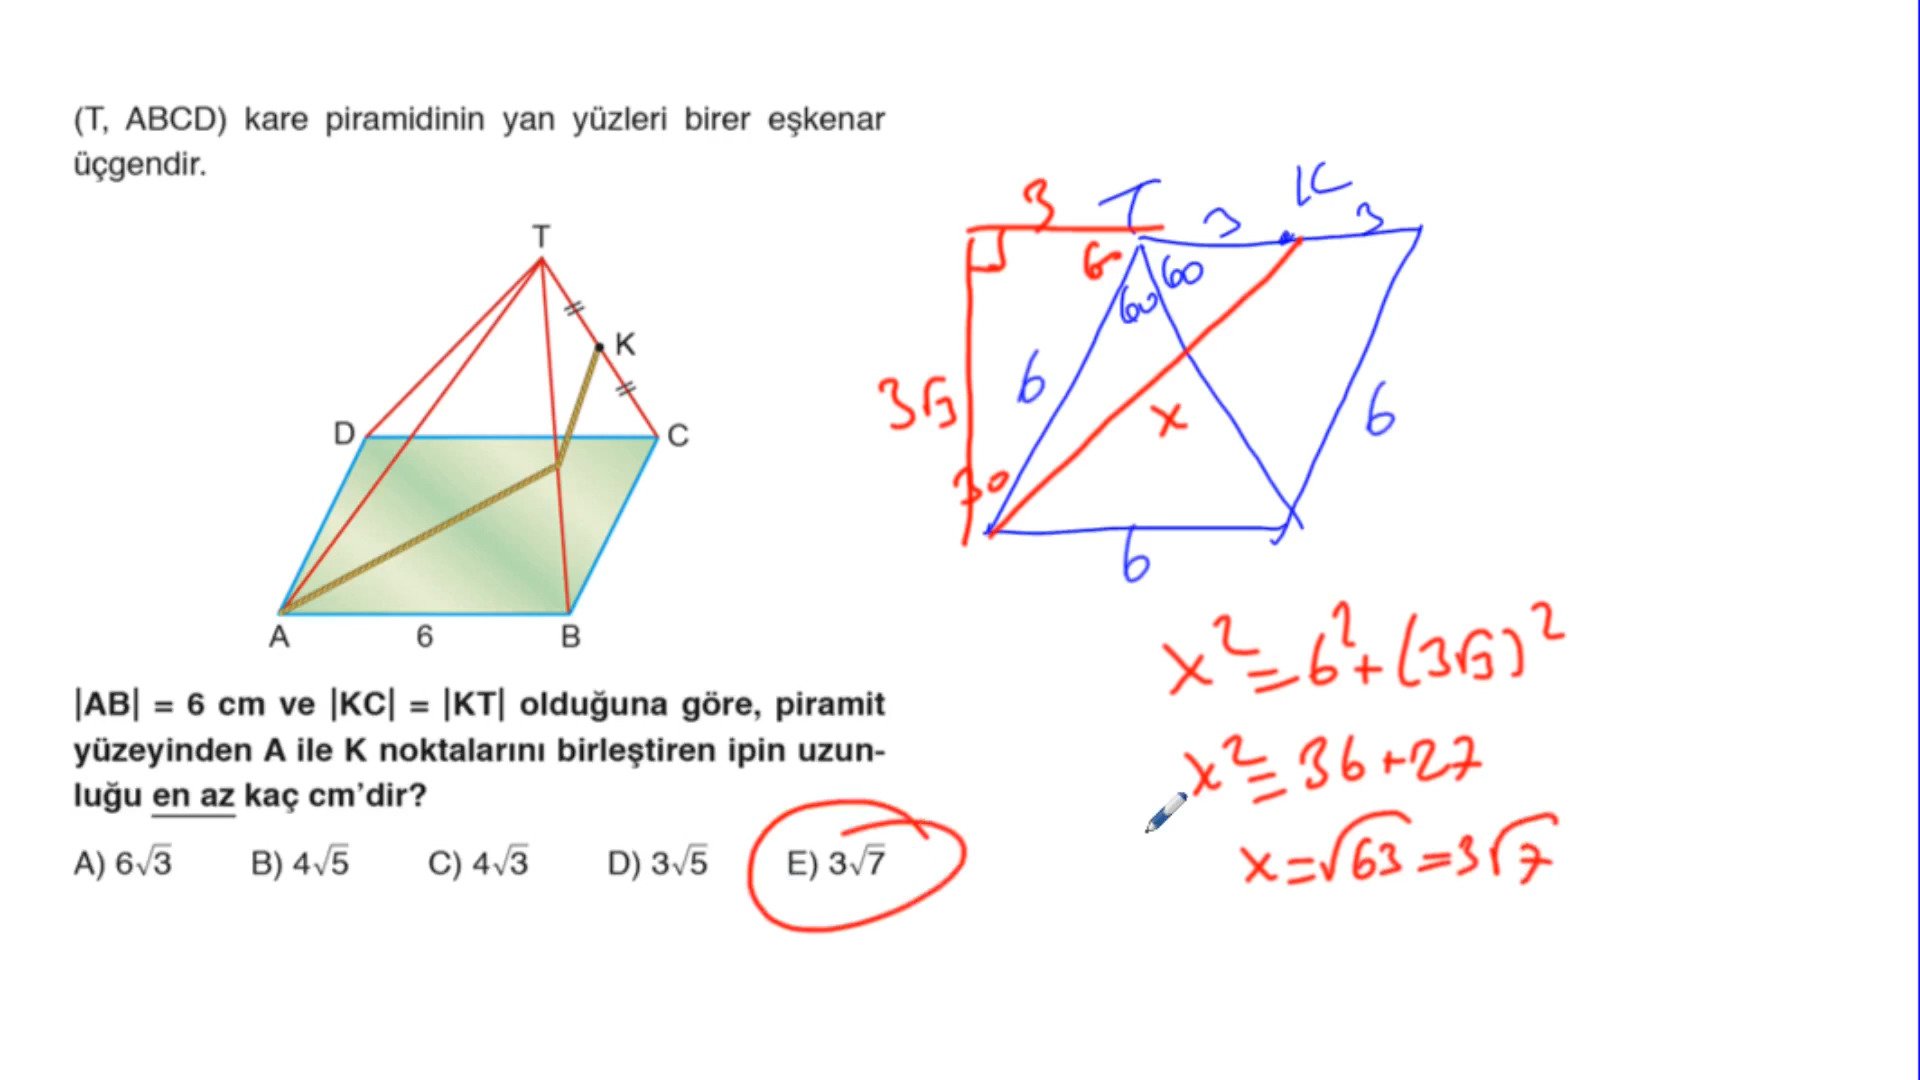 (T, ABCD) kare piramidinin yan yüzleri birer eşkenar
üçgendir.
T
K
D
C
A
6
B
|AB| = 6 cm ve |KC| = |KT| olduğuna göre, piramit
yüzeyinden A ile K noktalarını birleştiren ipin uzun-
luğu en az kaç cm'dir?
A) 6√3 B) 4√5 C) 4√3 D) 3√5 E) 3√7
3 T 3 K 3
60 60
3√3 6 x 6
30
6
x² = 6² + (3√3)²
x² = 36+27
x = √63 = 3√7